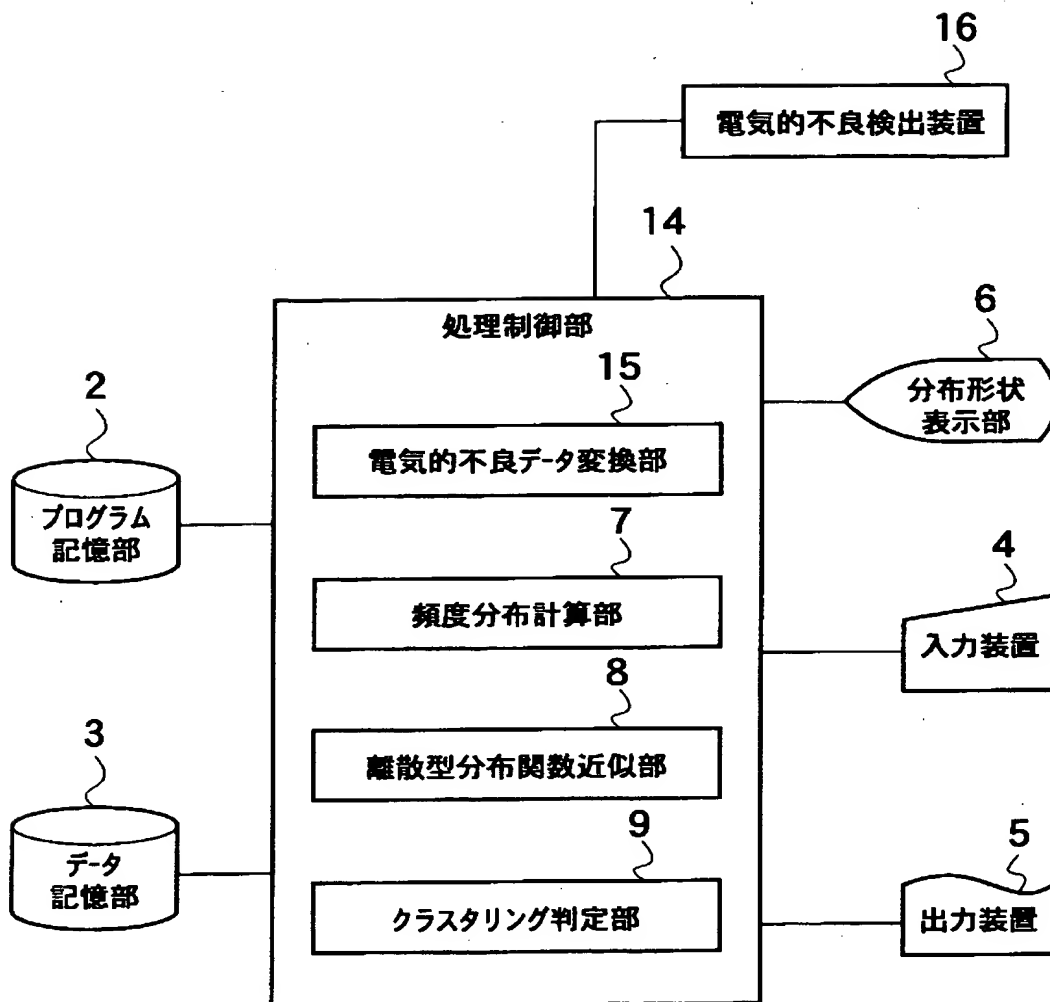 16
電気的不良検出装置
14
処理制御部
6
分布形状
表示部
15
電気的不良データ変換部
2
プログラム
記憶部
7
頻度分布計算部
4
入力装置
8
離散型分布関数近似部
3
データ
記憶部
9
クラスタリング判定部
5
出力装置